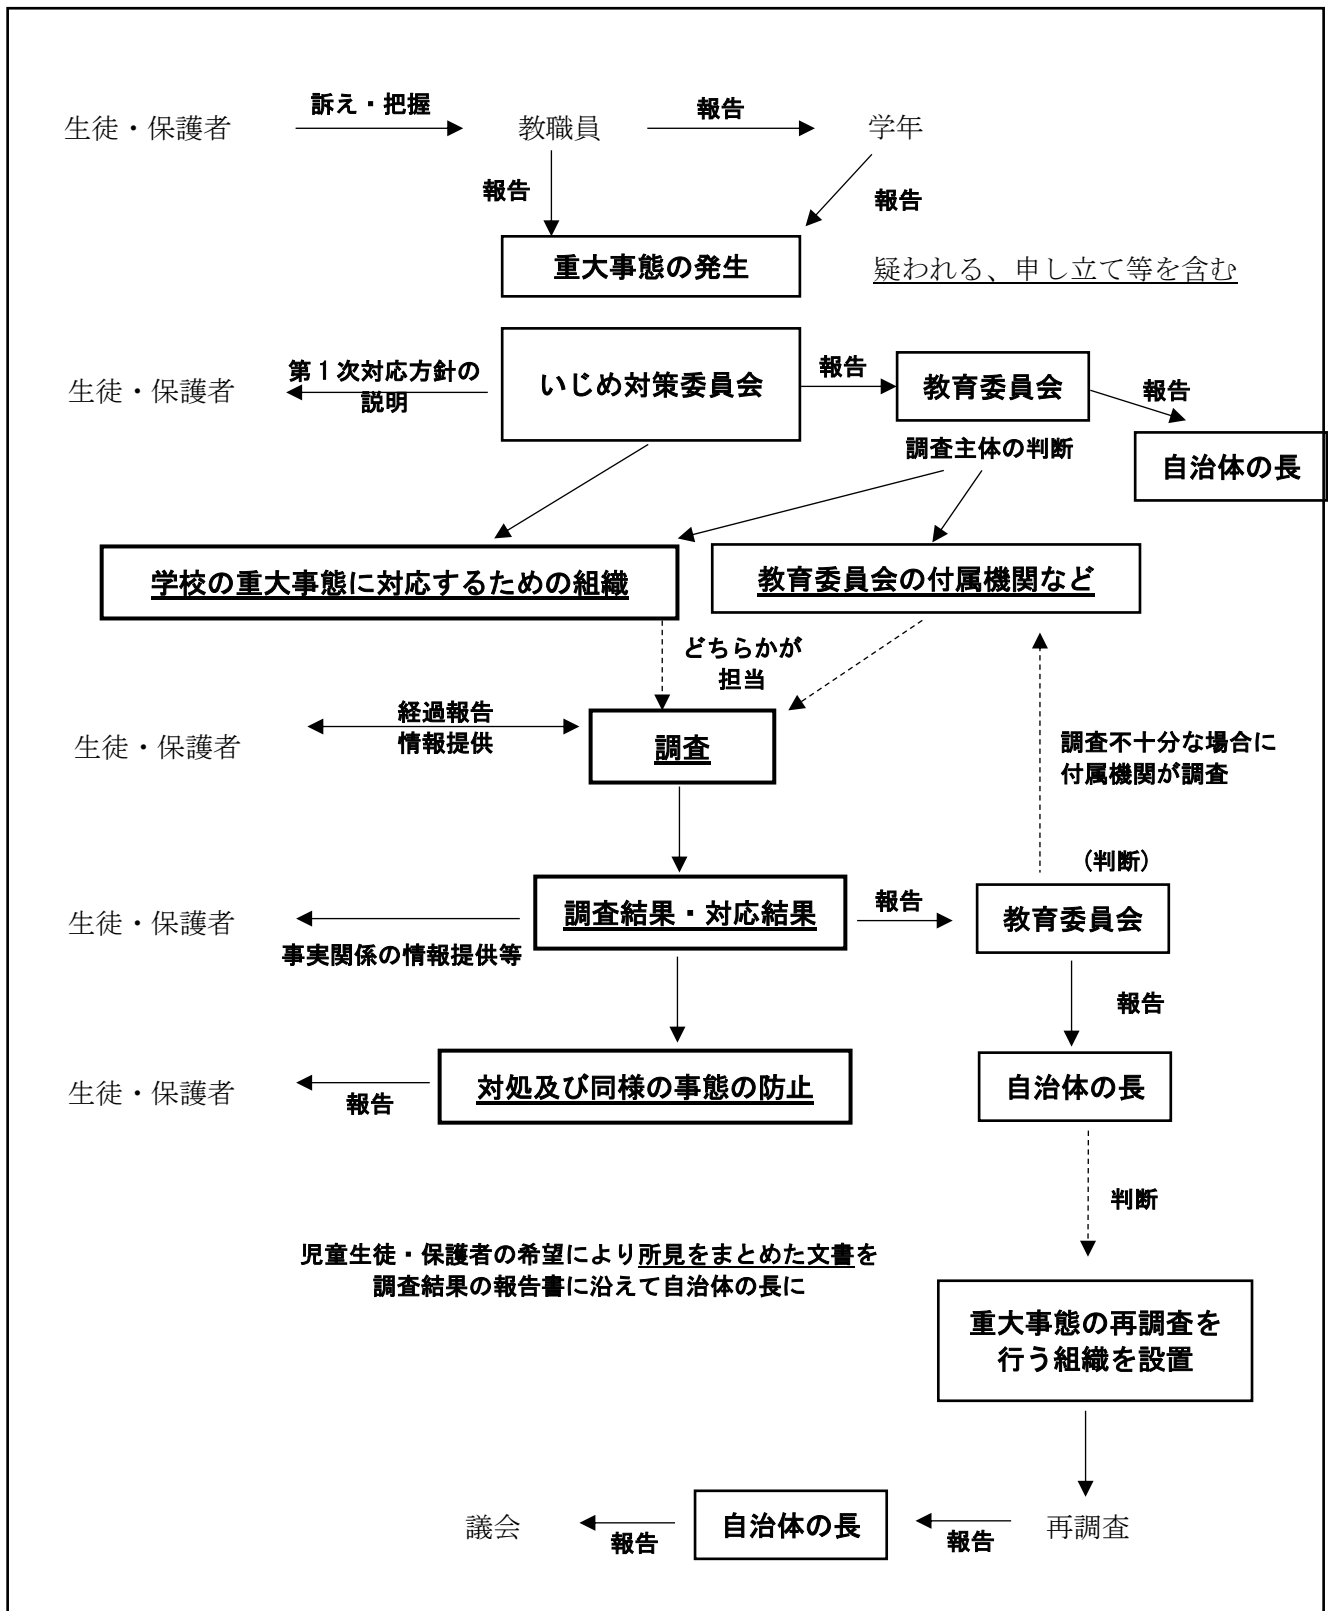 訴え・把握
報告
生徒・保護者
教職員
学年
報告
報告
重大事態の発生
疑われる、申し立て等を含む
生徒・保護者
第1次対応方針の
説明
いじめ対策委員会
報告
教育委員会
報告
調査主体の判断
自治体の長
学校の重大事態に対応するための組織
教育委員会の付属機関など
どちらかが
担当
生徒・保護者
経過報告
情報提供
調査
調査不十分な場合に
付属機関が調査
(判断)
生徒・保護者
事実関係の情報提供等
調査結果・対応結果
報告
教育委員会
報告
生徒・保護者
報告
対処及び同様の事態の防止
自治体の長
判断
児童生徒・保護者の希望により所見をまとめた文書を
調査結果の報告書に沿えて自治体の長に
重大事態の再調査を
行う組織を設置
議会
報告
自治体の長
報告
再調査